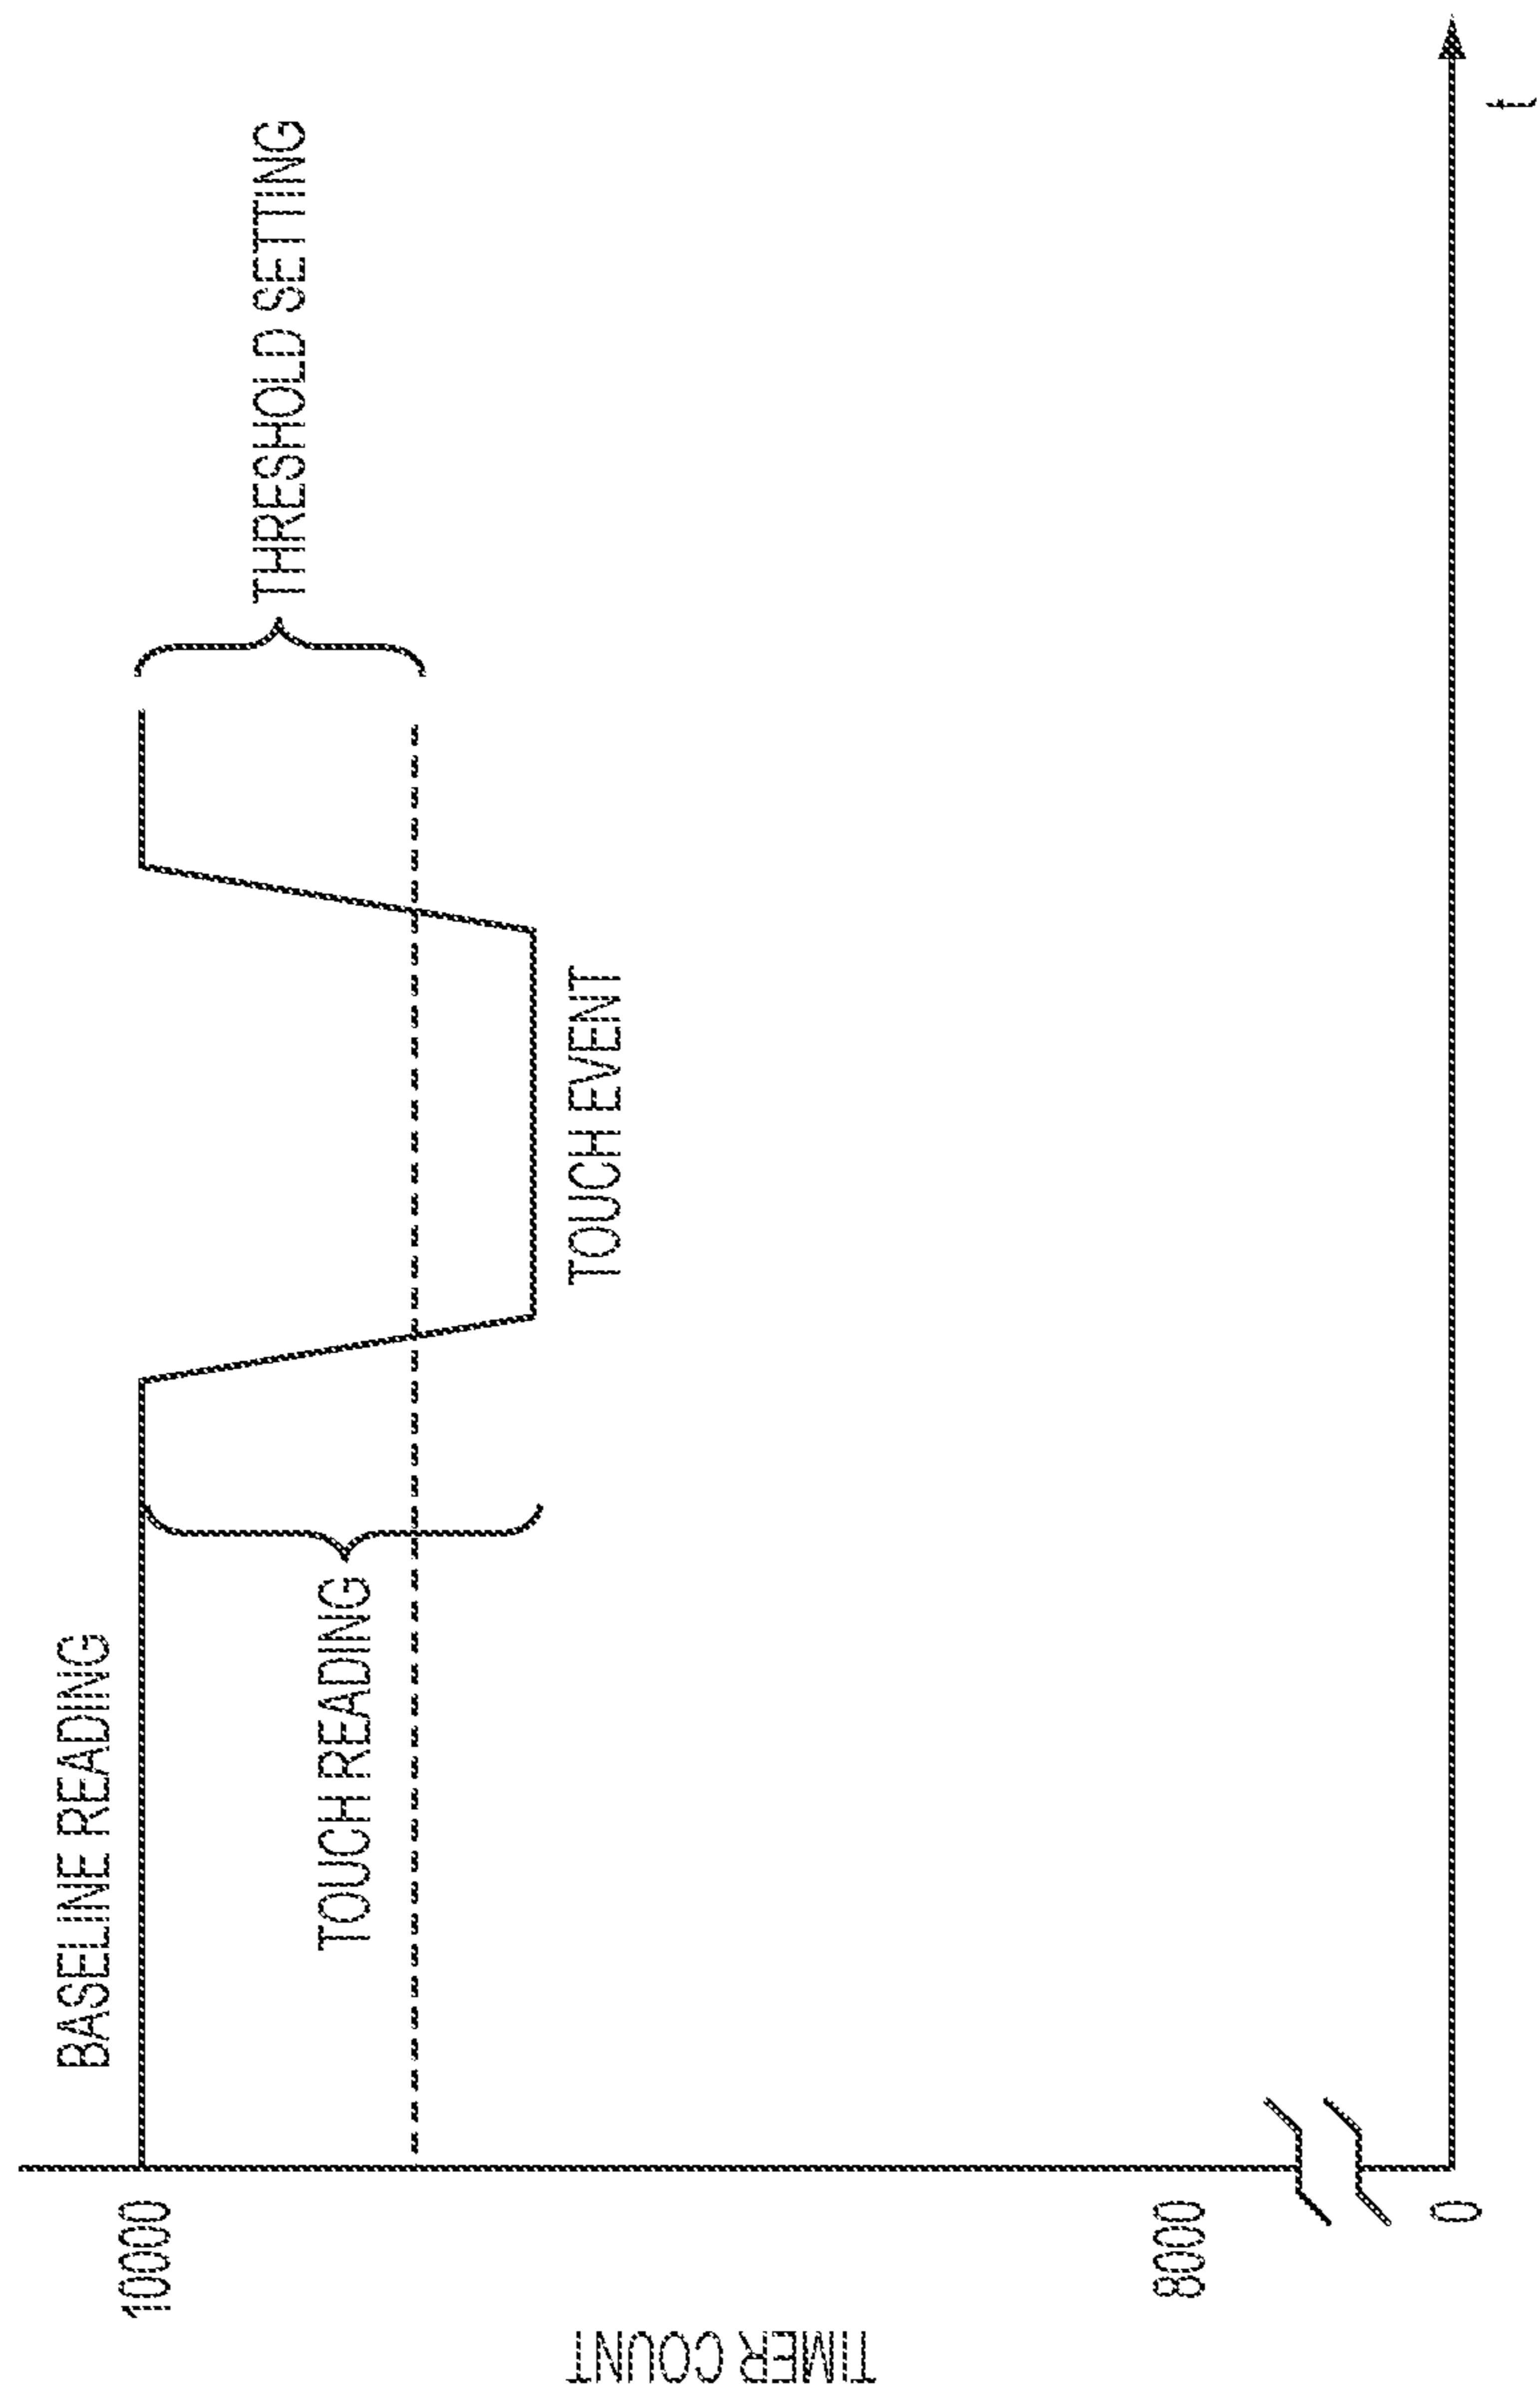 BASELINE READING
10000
THRESHOLD SETTING
TOUCH READING
TOUCH EVENT
TIMER COUNT
8000
0
t